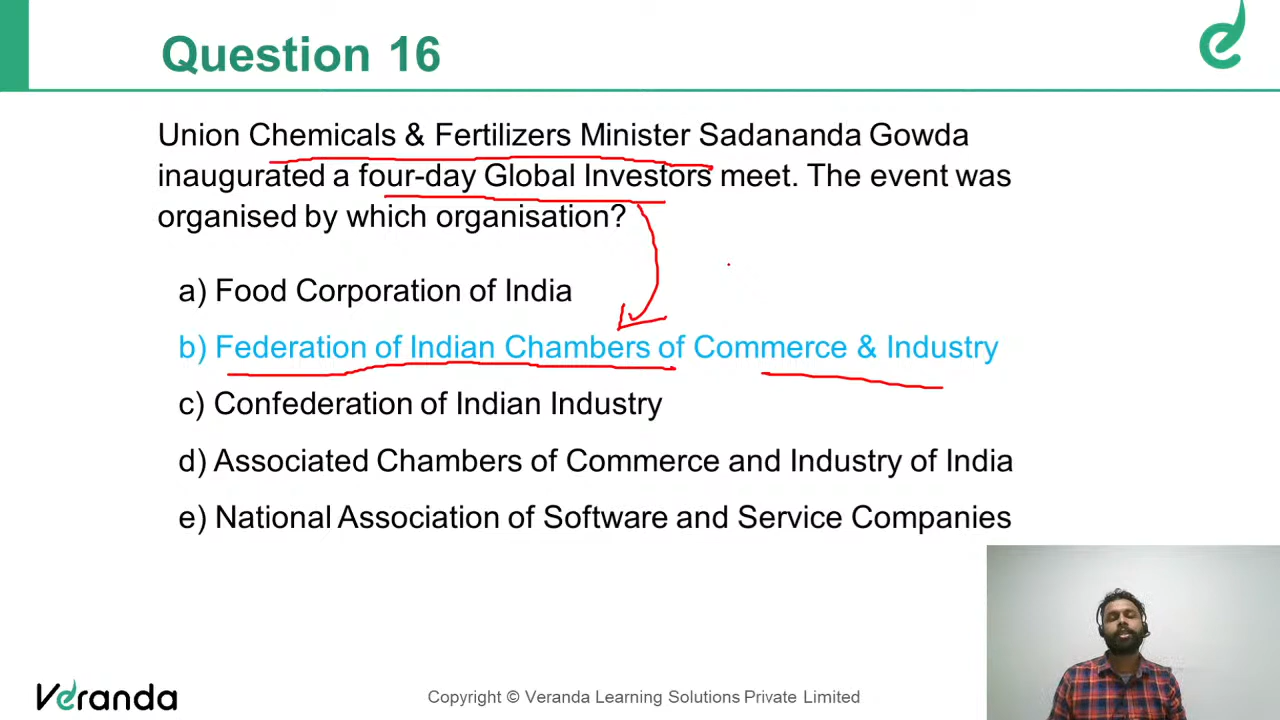 Question 16
Union Chemicals & Fertilizers Minister Sadananda Gowda
inaugurated a four-day Global Investors meet. The event was
organised by which organisation?
a) Food Corporation of India
b) Federation of Indian Chambers of Commerce & Industry
c) Confederation of Indian Industry
d) Associated Chambers of Commerce and Industry of India
e) National Association of Software and Service Companies
Veranda
Copyright © Veranda Learning Solutions Private Limited